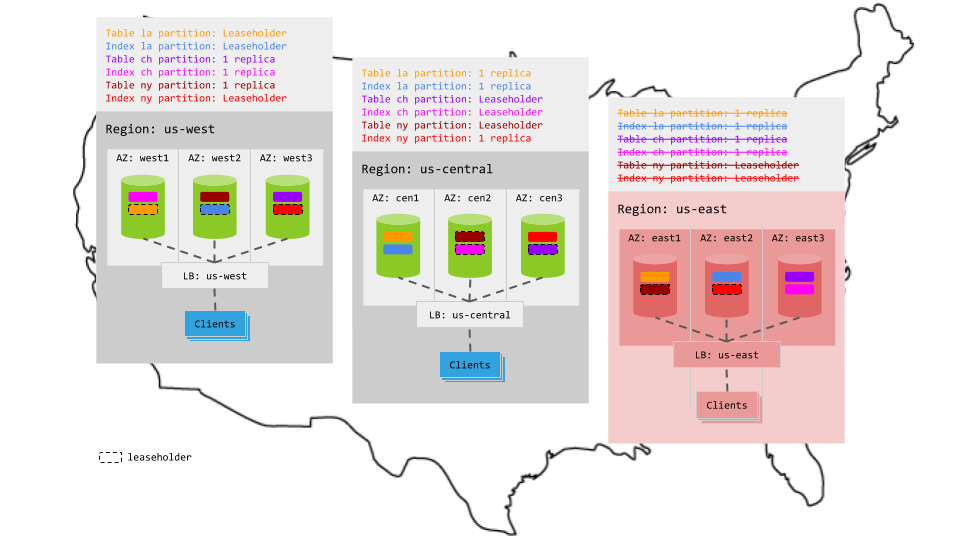 Table la partition: Leaseholder
Index la partition: Leaseholder
Table ch partition: 1 replica
Index ch partition: 1 replica
Table ny partition: 1 replica
Index ny partition: Leaseholder
Region: us-west
AZ: west1 AZ: west2 AZ: west3
LB: us-west
Clients
Table la partition: 1 replica
Index la partition: 1 replica
Table ch partition: Leaseholder
Index ch partition: Leaseholder
Table ny partition: Leaseholder
Index ny partition: 1 replica
Region: us-central
AZ: cen1 AZ: cen2 AZ: cen3
LB: us-central
Clients
Table la partition: 1 replica
Index la partition: 1 replica
Table ch partition: 1 replica
Index ch partition: 1 replica
Table ny partition: Leaseholder
Index ny partition: Leaseholder
Region: us-east
AZ: east1 AZ: east2 AZ: east3
LB: us-east
Clients
leaseholder